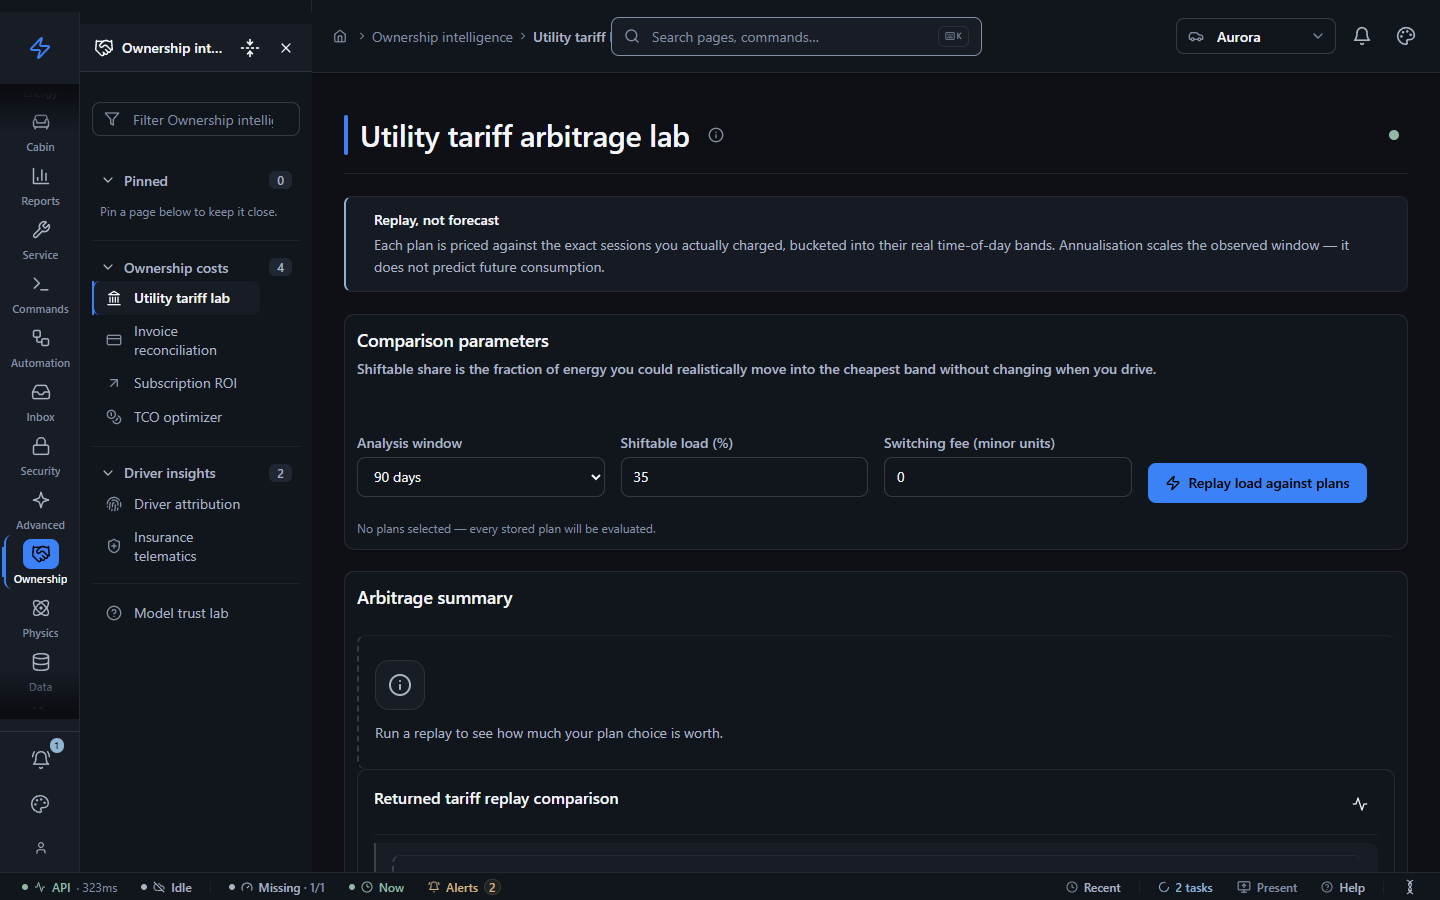 Energy
Cabin
Reports
Service
Commands
Automation
Inbox
Security
Advanced
Ownership
Physics
Data
1
Ownership int...
Filter Ownership intelli
Pinned 0
Pin a page below to keep it close.
Ownership costs 4
Utility tariff lab
Invoice
reconciliation
Subscription ROI
TCO optimizer
Driver insights 2
Driver attribution
Insurance
telematics
Model trust lab
Ownership intelligence > Utility tariff
Search pages, commands... K
Aurora
Utility tariff arbitrage lab
Replay, not forecast
Each plan is priced against the exact sessions you actually charged, bucketed into their real time-of-day bands. Annualisation scales the observed window — it
does not predict future consumption.
Comparison parameters
Shiftable share is the fraction of energy you could realistically move into the cheapest band without changing when you drive.
Analysis window Shiftable load (%) Switching fee (minor units)
90 days 35 0 Replay load against plans
No plans selected — every stored plan will be evaluated.
Arbitrage summary
Run a replay to see how much your plan choice is worth.
Returned tariff replay comparison
API · 323ms Idle Missing · 1/1 Now Alerts 2 Recent 2 tasks Present Help